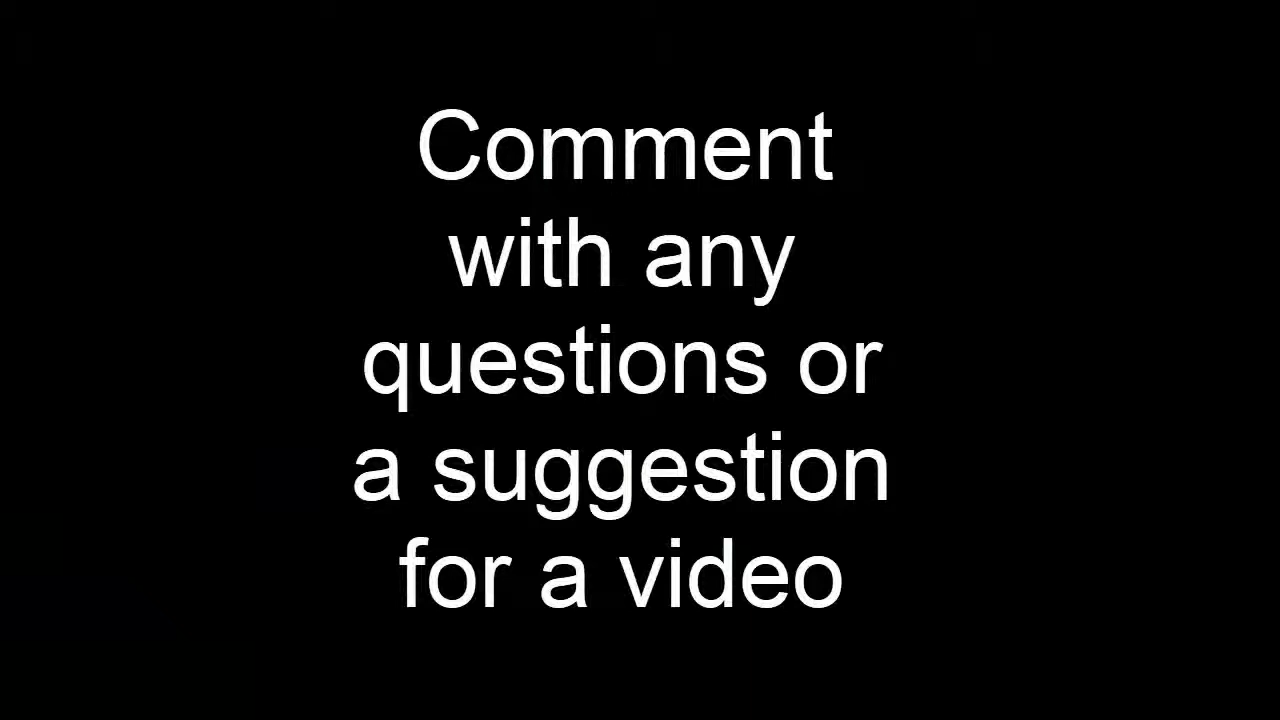 Comment
with any
questions or
a suggestion
for a video